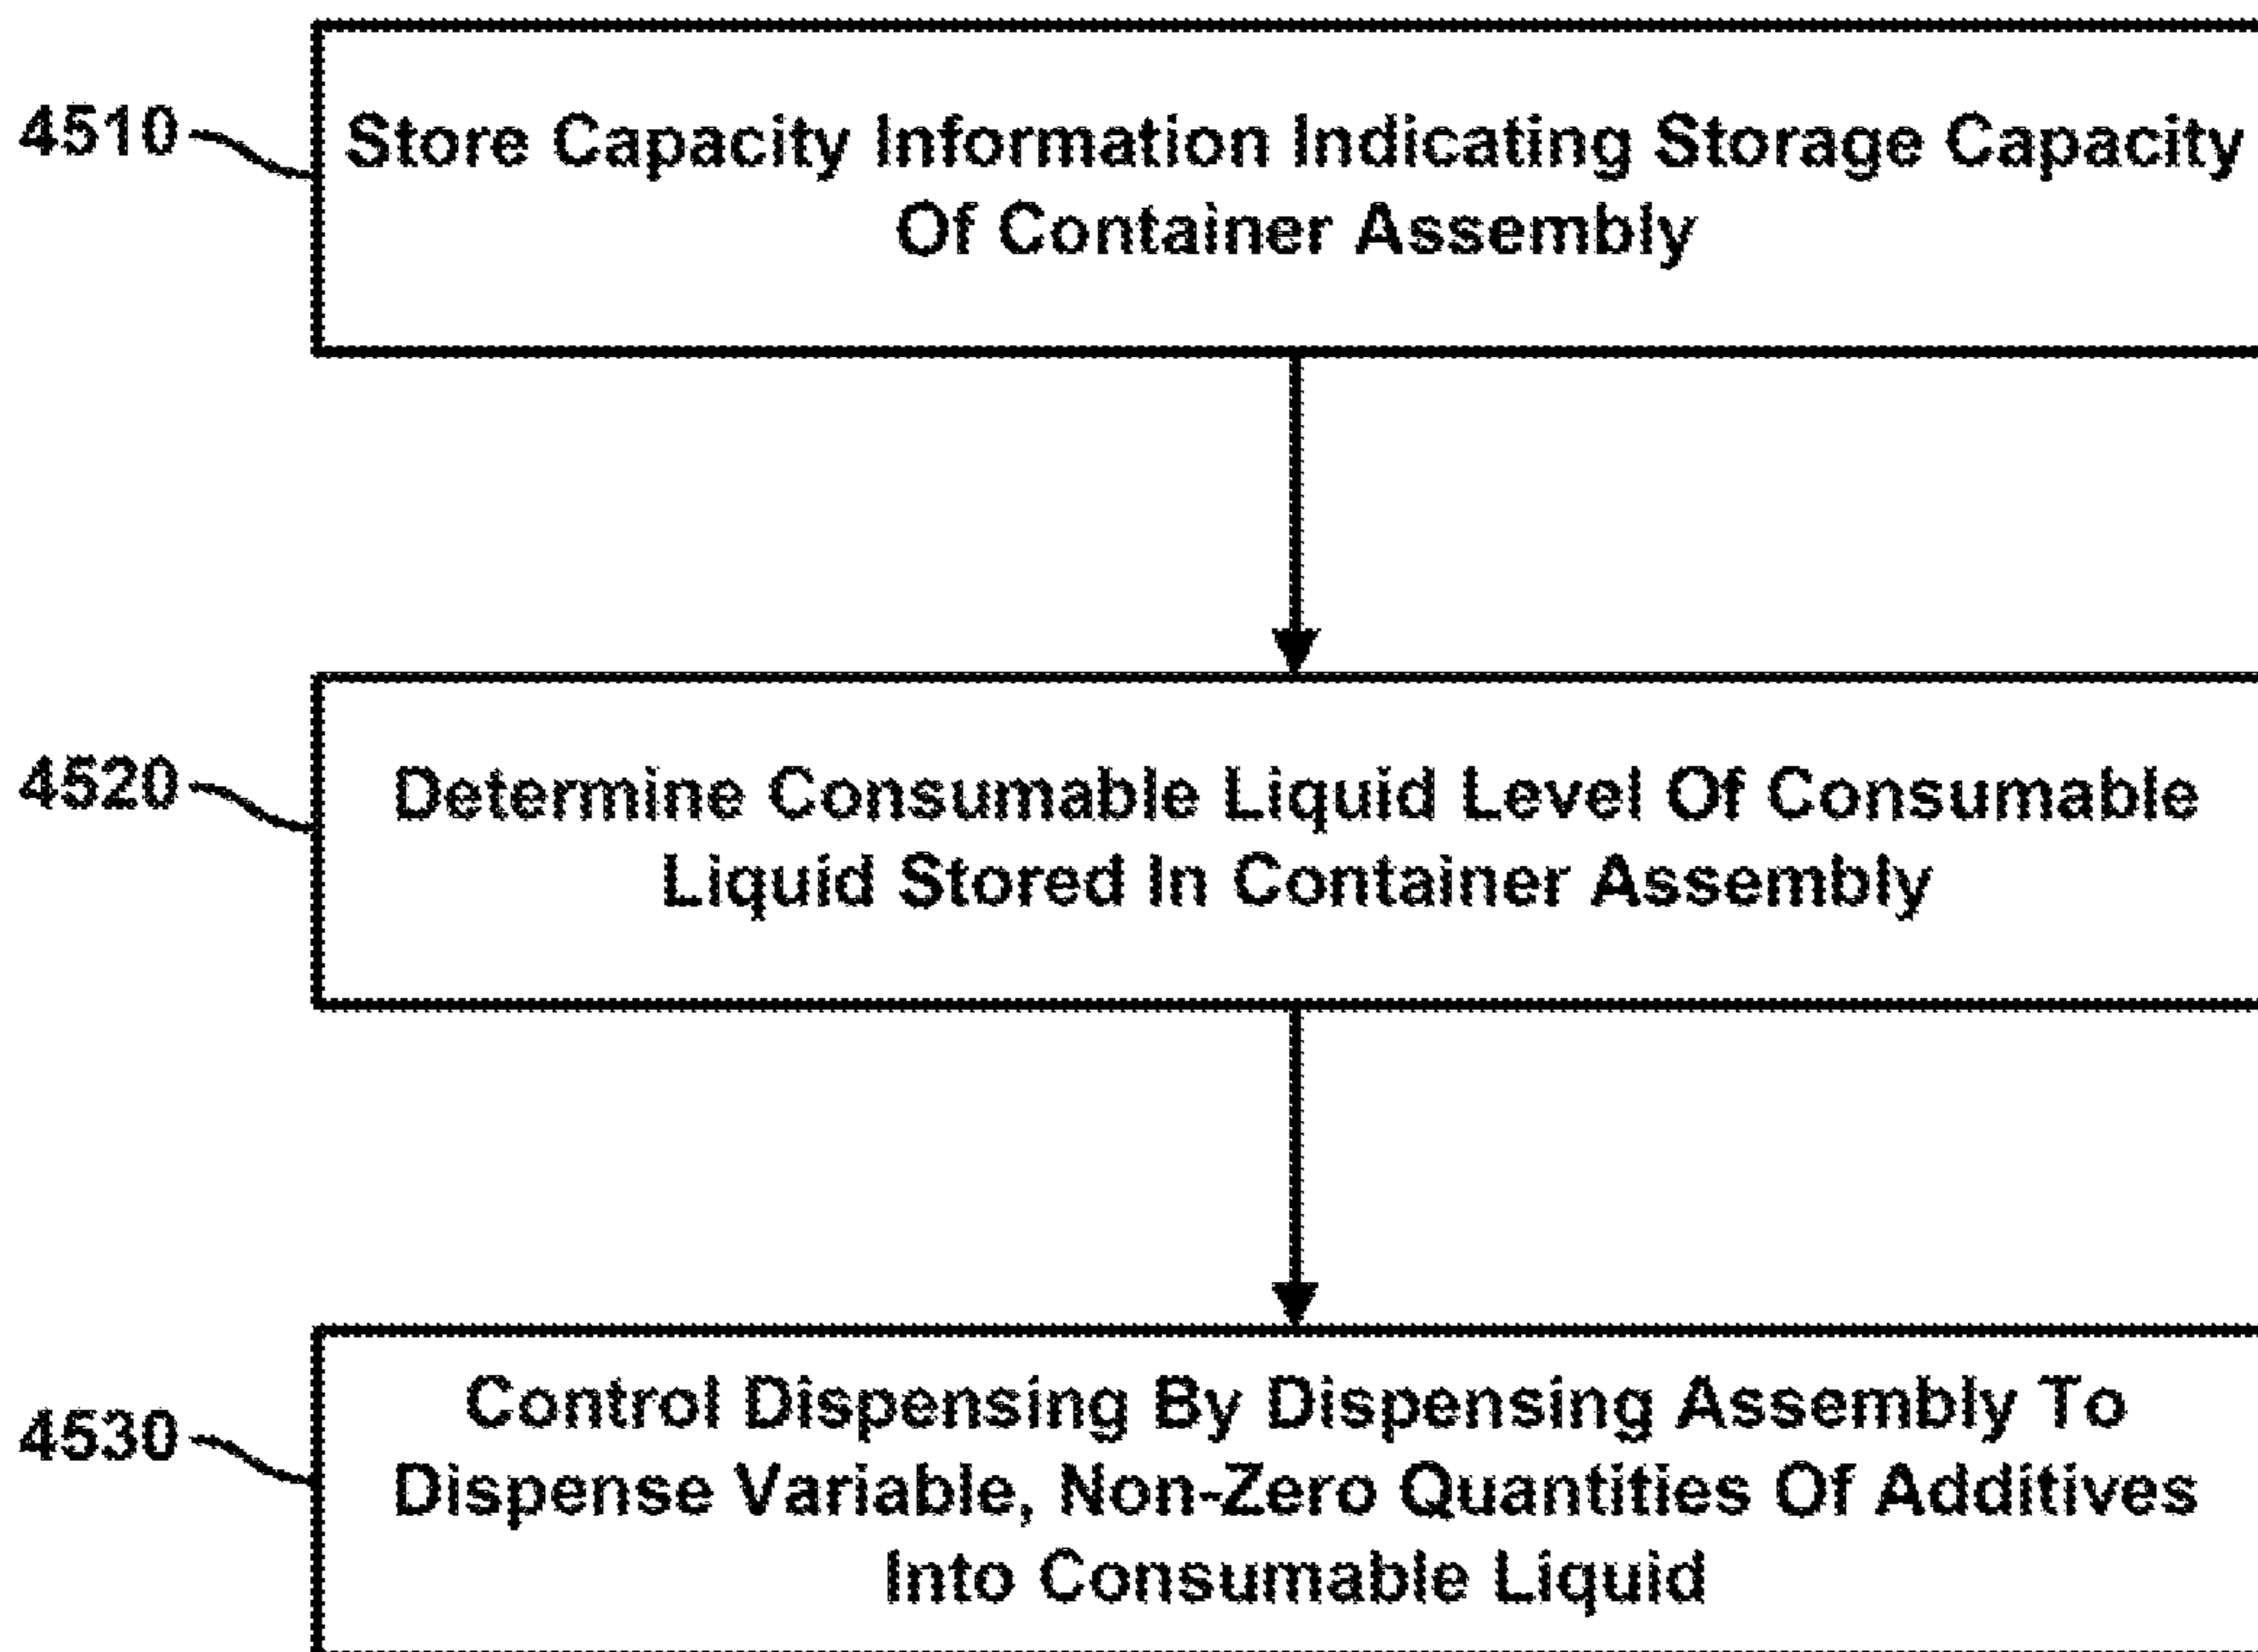 4510
Store Capacity Information Indicating Storage Capacity
Of Container Assembly
4520
Determine Consumable Liquid Level Of Consumable
Liquid Stored In Container Assembly
4530
Control Dispensing By Dispensing Assembly To
Dispense Variable, Non-Zero Quantities Of Additives
Into Consumable Liquid